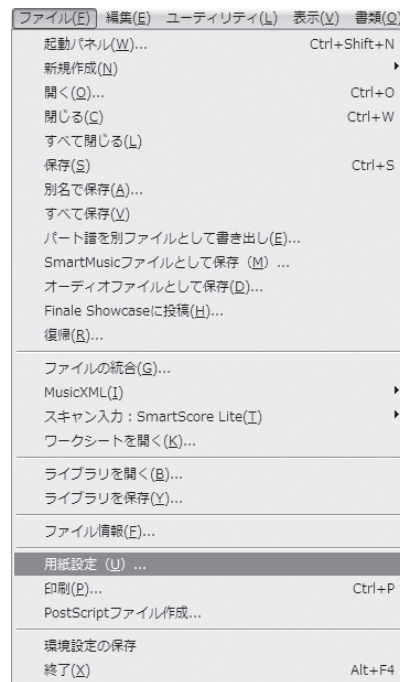 ファイル(F) 編集(E) ユーティリティ(L) 表示(V) 書類(O)
起動パネル(W)... Ctrl+Shift+N
新規作成(N)
開く(O)... Ctrl+O
閉じる(C) Ctrl+W
すべて閉じる(L)
保存(S) Ctrl+S
別名で保存(A)...
すべて保存(V)
パート譜を別ファイルとして書き出し(E)...
SmartMusicファイルとして保存（M）...
オーディオファイルとして保存(D)...
Finale Showcaseに投稿(H)...
復帰(R)...
ファイルの統合(G)...
MusicXML(I)
スキャン入力：SmartScore Lite(T)
ワークシートを開く(K)...
ライブラリを開く(B)...
ライブラリを保存(Y)...
ファイル情報(F)...
用紙設定（U）...
印刷(P)... Ctrl+P
PostScriptファイル作成...
環境設定の保存
終了(X) Alt+F4